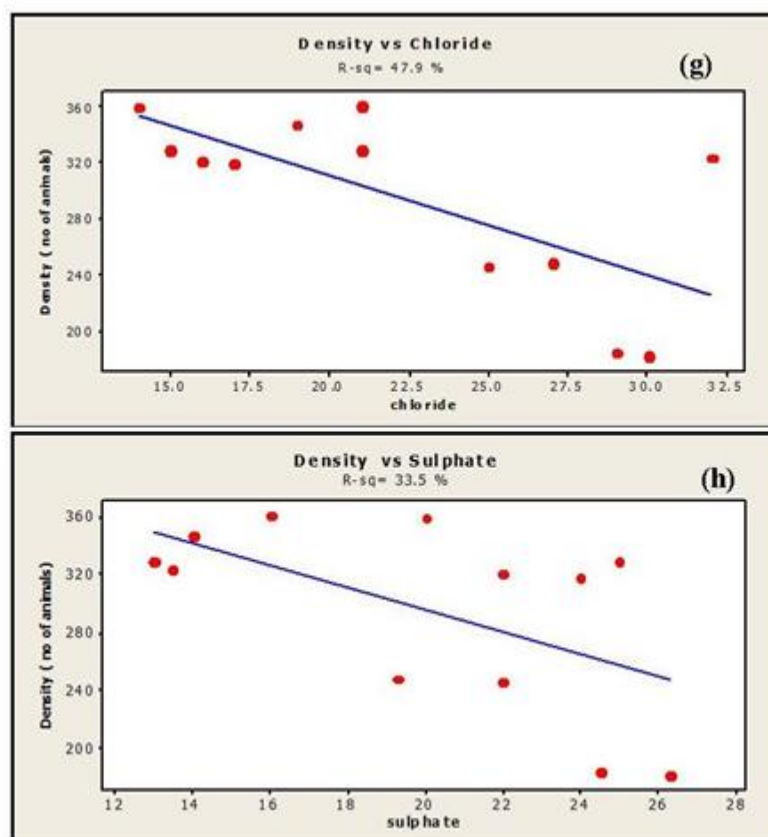 Density vs Chloride
R-sq= 47.9 %
(g)
360
320
280
240
200
Density ( no of animals)
15.0 17.5 20.0 22.5 25.0 27.5 30.0 32.5
chloride
Density vs Sulphate
R-sq= 33.5 %
(h)
360
320
280
240
200
Density ( no of animals)
12 14 16 18 20 22 24 26 28
sulphate